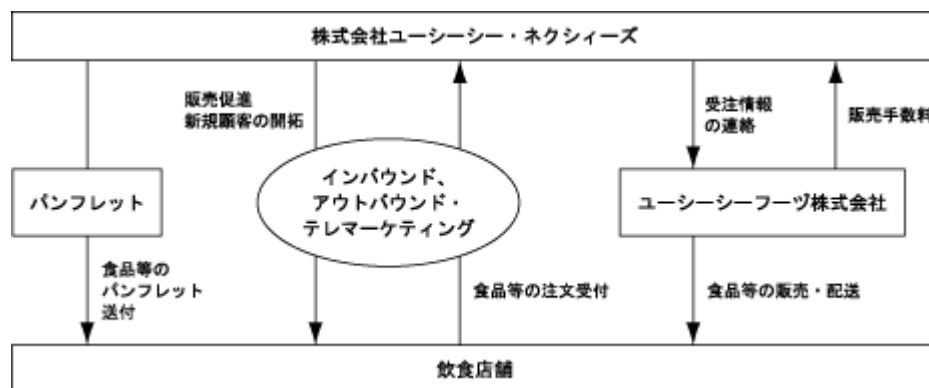 株式会社ユーシーシー・ネクシィーズ
販売促進
新規顧客の開拓
受注情報
の連絡
販売手数料
パンフレット
インバウンド、
アウトバウンド・
テレマーケティング
ユーシーシーフーヅ株式会社
食品等の
パンフレット
送付
食品等の注文受付
食品等の販売・配送
飲食店舗